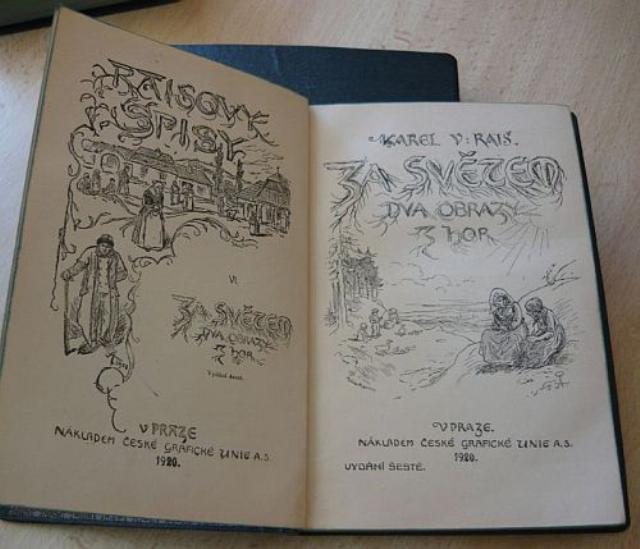 RAISOVY
SPISY
VI
ZA SVĚTEM
DVA OBRAZY
Z HOR
V PRAZE
NÁKLADEM ČESKÉ GRAFICKÉ UNIE A.S.
1920.
KAREL V. RAIS.
ZA SVĚTEM
DVA OBRAZY
Z HOR
V PRAZE.
NÁKLADEM ČESKÉ GRAFICKÉ UNIE A.S.
1920.
VYDÁNÍ ŠESTÉ.